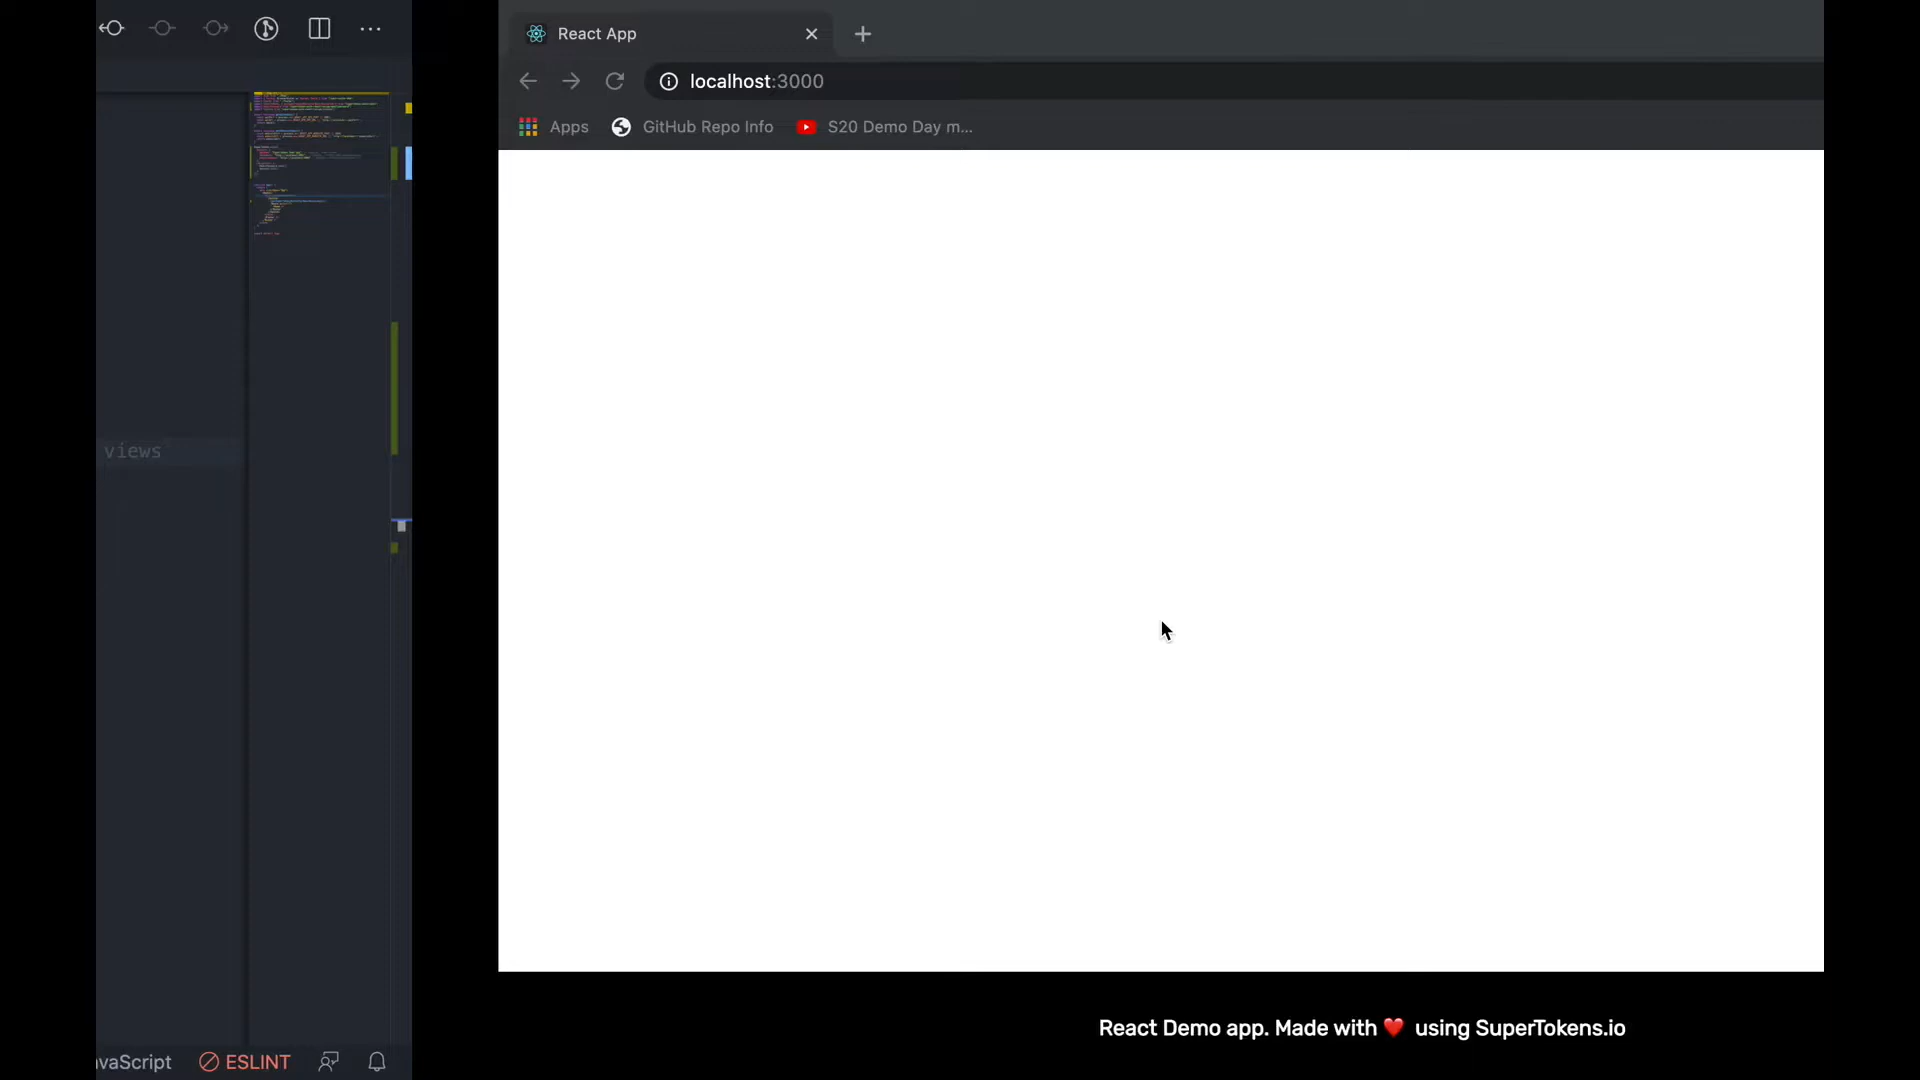 React App
localhost:3000
Apps
GitHub Repo Info
S20 Demo Day m...
views
avaScript
ESLINT
React Demo app. Made with ❤️ using SuperTokens.io